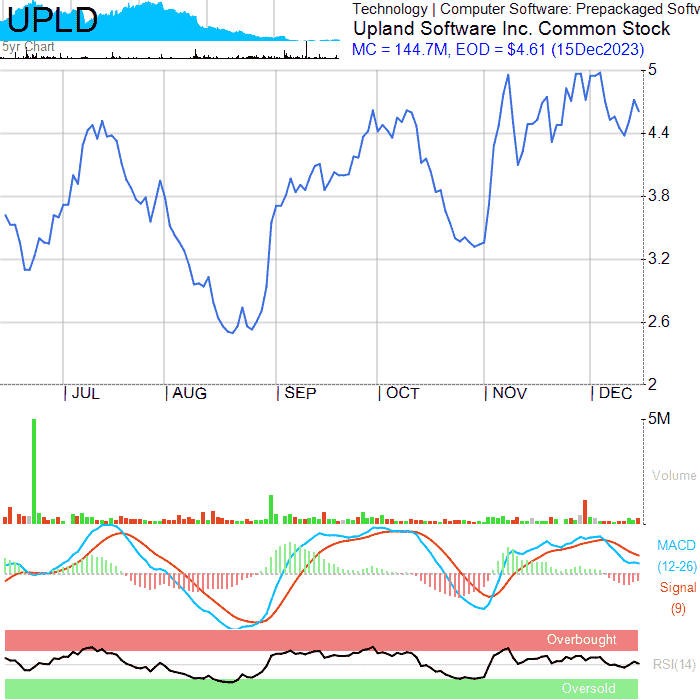 UPLD
5yr Chart
Technology | Computer Software: Prepackaged Softw
Upland Software Inc. Common Stock
MC = 144.7M, EOD = $4.61 (15Dec2023)
5
4.4
3.8
3.2
2.6
2
| JUL | AUG | SEP | OCT | NOV | DEC
5M
Volume
MACD
(12-26)
Signal
(9)
Overbought
RSI(14)
Oversold